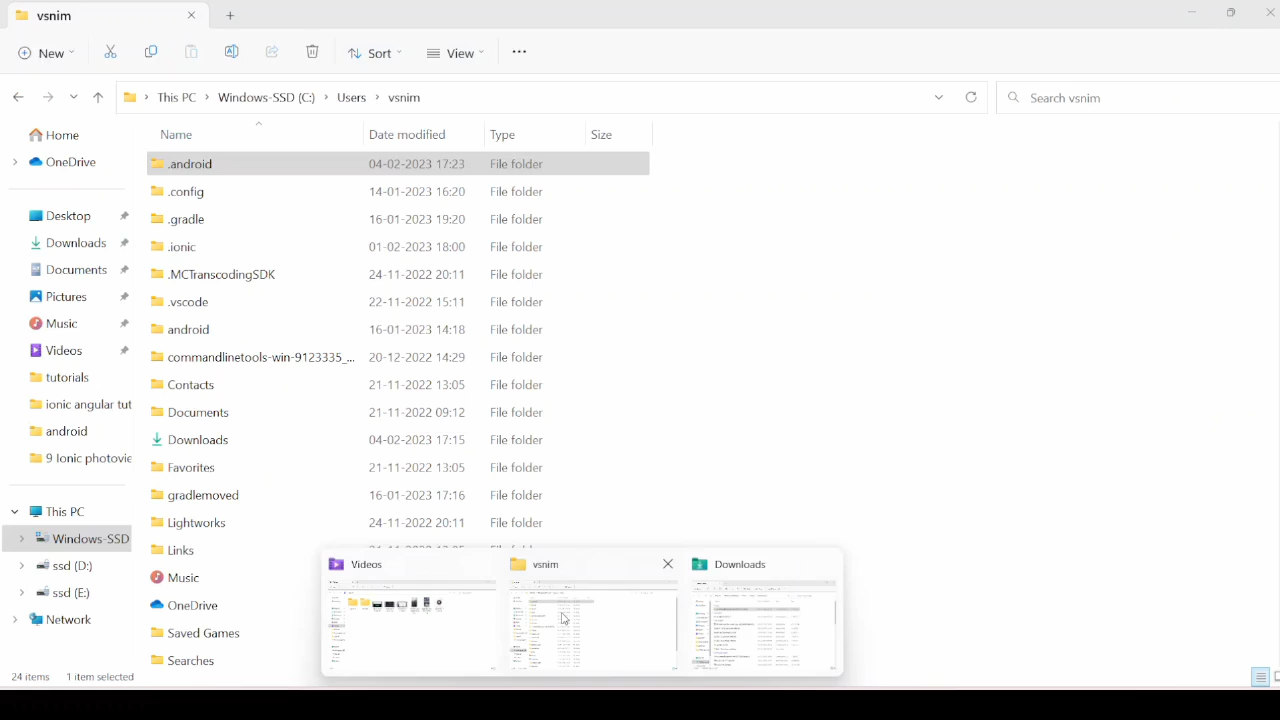 vsnim
New
Sort
View
This PC
Windows-SSD (C:)
Users
vsnim
Search vsnim
Home
OneDrive
Desktop
Downloads
Documents
Pictures
Music
Videos
tutorials
ionic angular tut
android
9 Ionic photovie
This PC
Windows-SSD
ssd (D:)
ssd (E:)
Network
Name Date modified Type Size
.android 04-02-2023 17:23 File folder
.config 14-01-2023 16:20 File folder
.gradle 16-01-2023 19:20 File folder
.ionic 01-02-2023 18:00 File folder
.MCTranscodingSDK 24-11-2022 20:11 File folder
.vscode 22-11-2022 15:11 File folder
android 16-01-2023 14:18 File folder
commandlinetools-win-9123335_... 20-12-2022 14:29 File folder
Contacts 21-11-2022 13:05 File folder
Documents 21-11-2022 09:12 File folder
Downloads 04-02-2023 17:15 File folder
Favorites 21-11-2022 13:05 File folder
gradlemoved 16-01-2023 17:16 File folder
Lightworks 24-11-2022 20:11 File folder
Links
Music
OneDrive
Saved Games
Searches
Videos
vsnim
Downloads
items
em selected